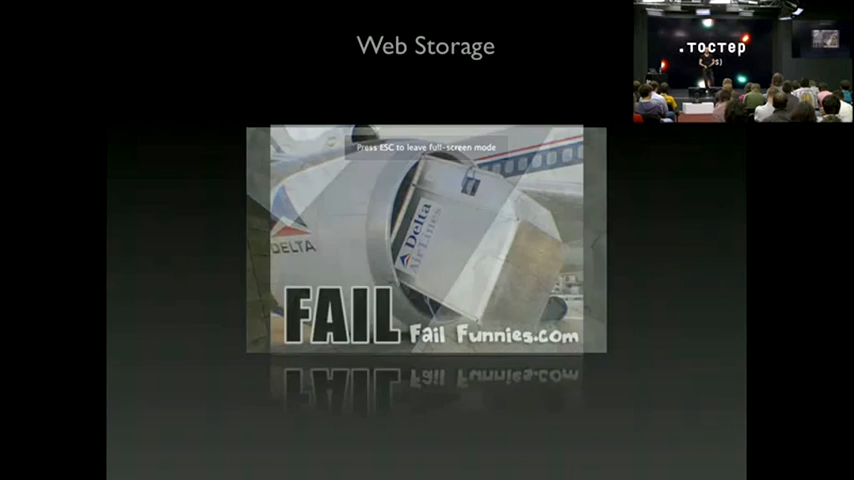 Web Storage
.тостер
Press ESC to leave full-screen mode
DELTA
Delta
Air Lines
FAIL
Fail Funnies.com